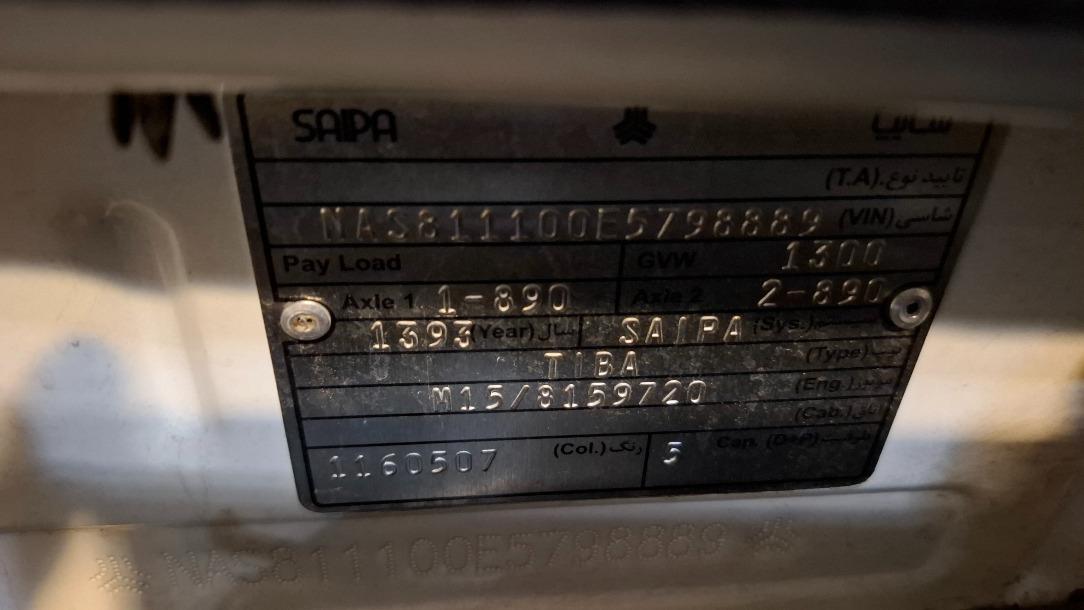 SAIPA سایپا
تایید نوع.(T.A)
NAS811100E5798889 شاسی(VIN)
Pay Load GVW 1300
Axle 1 1-890 Axle 2 2-890
1393 سال(Year) SAIPA (Sys.)
TIBA تیپ(Type)
M15/8159720 موتور(Eng.)
اتاق(Cab.)
1160507 رنگ(Col.) 5 ظرفیت(D+P) Cap.
NAS811100E5798889